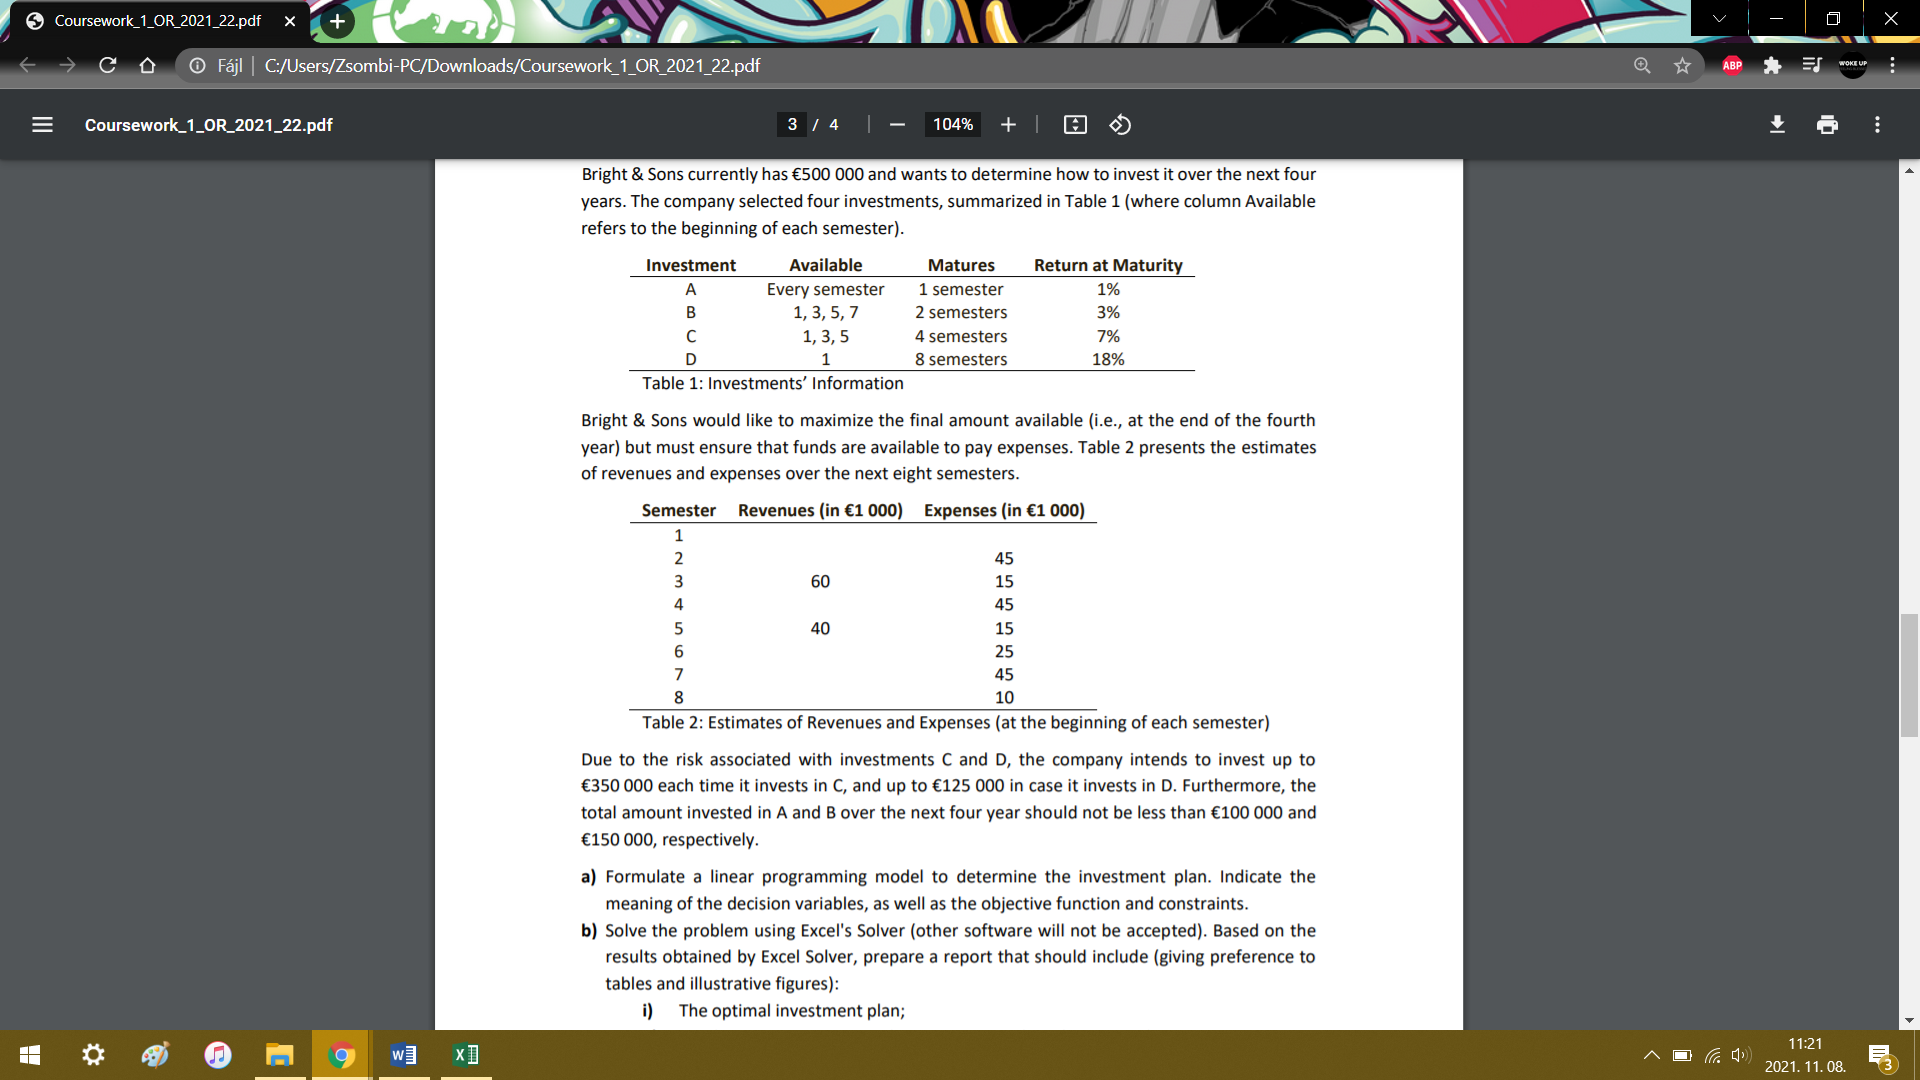 Coursework_1_OR_2021_22.pdf
Fájl C:/Users/Zsombi-PC/Downloads/Coursework_1_OR_2021_22.pdf
ABP
WOKE UP
Coursework_1_OR_2021_22.pdf
3 / 4
104%
Bright & Sons currently has €500 000 and wants to determine how to invest it over the next four
years. The company selected four investments, summarized in Table 1 (where column Available
refers to the beginning of each semester).
Investment Available Matures Return at Maturity
A Every semester 1 semester 1%
B 1, 3, 5, 7 2 semesters 3%
C 1, 3, 5 4 semesters 7%
D 1 8 semesters 18%
Table 1: Investments' Information
Bright & Sons would like to maximize the final amount available (i.e., at the end of the fourth
year) but must ensure that funds are available to pay expenses. Table 2 presents the estimates
of revenues and expenses over the next eight semesters.
Semester Revenues (in €1 000) Expenses (in €1 000)
1
2 45
3 60 15
4 45
5 40 15
6 25
7 45
8 10
Table 2: Estimates of Revenues and Expenses (at the beginning of each semester)
Due to the risk associated with investments C and D, the company intends to invest up to
€350 000 each time it invests in C, and up to €125 000 in case it invests in D. Furthermore, the
total amount invested in A and B over the next four year should not be less than €100 000 and
€150 000, respectively.
a) Formulate a linear programming model to determine the investment plan. Indicate the
meaning of the decision variables, as well as the objective function and constraints.
b) Solve the problem using Excel's Solver (other software will not be accepted). Based on the
results obtained by Excel Solver, prepare a report that should include (giving preference to
tables and illustrative figures):
i) The optimal investment plan;
11:21
2021. 11. 08.
3